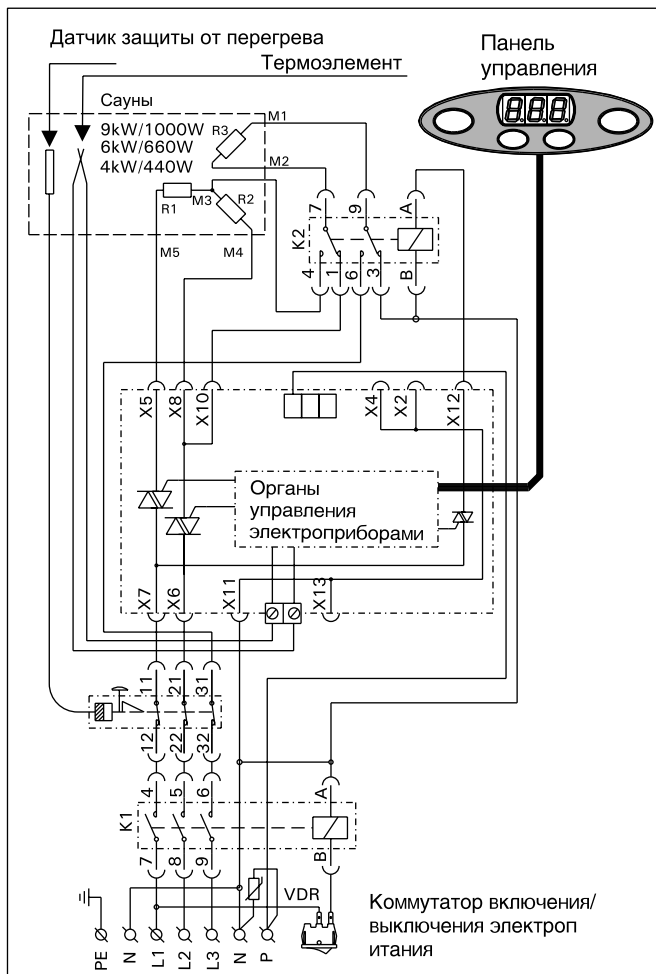 Датчик защиты от перегрева
Панель
управления
Термоэлемент
8.8.8.
Сауны
9kW/1000W
6kW/660W
4kW/440W
R3
M1
M2
R1
M3
R2
M5
M4
7
9
A
K2
4
1
6
3
B
X5
X8
X10
X4
X2
X12
Органы
управления
электроприборами
X7
X6
X11
X13
11
21
31
12
22
32
4
5
6
A
K1
7
8
9
B
VDR
Коммутатор включения/
выключения электроп
итания
PE
N
L1
L2
L3
N
P